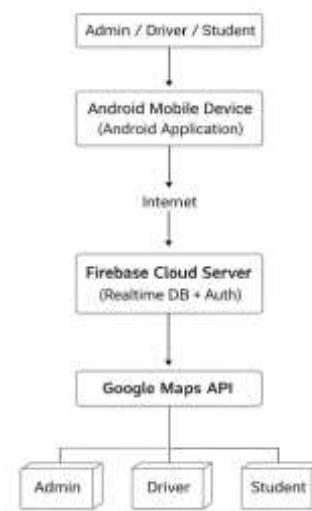 Admin / Driver / Student
Android Mobile Device
(Android Application)
Internet
Firebase Cloud Server
(Realtime DB + Auth)
Google Maps API
Admin
Driver
Student